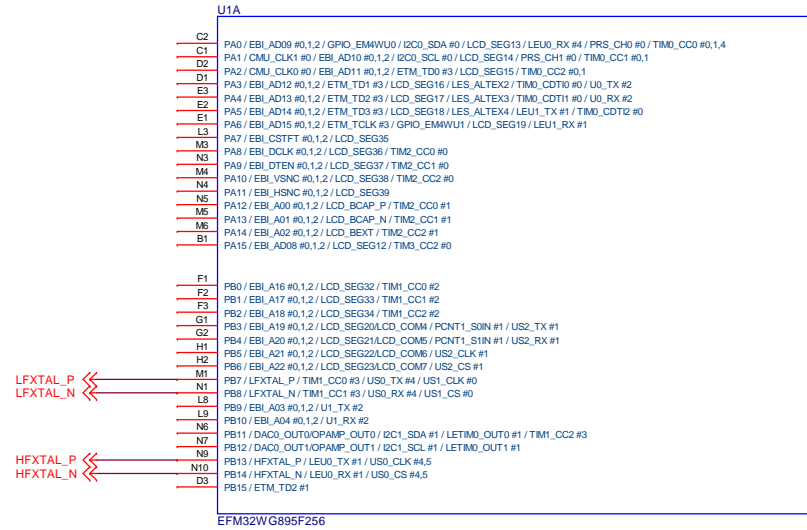 U1A
C2 PA0 / EBI_AD09 #0,1,2 / GPIO_EM4WU0 / I2C0_SDA #0 / LCD_SEG13 / LEU0_RX #4 / PRS_CH0 #0 / TIM0_CC0 #0,1,4
C1 PA1 / CMU_CLK1 #0 / EBI_AD10 #0,1,2 / I2C0_SCL #0 / LCD_SEG14 / PRS_CH1 #0 / TIM0_CC1 #0,1
D2 PA2 / CMU_CLK0 #0 / EBI_AD11 #0,1,2 / ETM_TD0 #3 / LCD_SEG15 / TIM0_CC2 #0,1
D1 PA3 / EBI_AD12 #0,1,2 / ETM_TD1 #3 / LCD_SEG16 / LES_ALTEX2 / TIM0_CDTI0 #0 / U0_TX #2
E3 PA4 / EBI_AD13 #0,1,2 / ETM_TD2 #3 / LCD_SEG17 / LES_ALTEX3 / TIM0_CDTI1 #0 / U0_RX #2
E2 PA5 / EBI_AD14 #0,1,2 / ETM_TD3 #3 / LCD_SEG18 / LES_ALTEX4 / LEU1_TX #1 / TIM0_CDTI2 #0
E1 PA6 / EBI_AD15 #0,1,2 / ETM_TCLK #3 / GPIO_EM4WU1 / LCD_SEG19 / LEU1_RX #1
L3 PA7 / EBI_CSTFT #0,1,2 / LCD_SEG35
M3 PA8 / EBI_DCLK #0,1,2 / LCD_SEG36 / TIM2_CC0 #0
N3 PA9 / EBI_DTEN #0,1,2 / LCD_SEG37 / TIM2_CC1 #0
M4 PA10 / EBI_VSNC #0,1,2 / LCD_SEG38 / TIM2_CC2 #0
N4 PA11 / EBI_HSNC #0,1,2 / LCD_SEG39
N5 PA12 / EBI_A00 #0,1,2 / LCD_BCAP_P / TIM2_CC0 #1
M5 PA13 / EBI_A01 #0,1,2 / LCD_BCAP_N / TIM2_CC1 #1
M6 PA14 / EBI_A02 #0,1,2 / LCD_BEXT / TIM2_CC2 #1
B1 PA15 / EBI_AD08 #0,1,2 / LCD_SEG12 / TIM3_CC2 #0
F1 PB0 / EBI_A16 #0,1,2 / LCD_SEG32 / TIM1_CC0 #2
F2 PB1 / EBI_A17 #0,1,2 / LCD_SEG33 / TIM1_CC1 #2
F3 PB2 / EBI_A18 #0,1,2 / LCD_SEG34 / TIM1_CC2 #2
G1 PB3 / EBI_A19 #0,1,2 / LCD_SEG20/LCD_COM4 / PCNT1_S0IN #1 / US2_TX #1
G2 PB4 / EBI_A20 #0,1,2 / LCD_SEG21/LCD_COM5 / PCNT1_S1IN #1 / US2_RX #1
H1 PB5 / EBI_A21 #0,1,2 / LCD_SEG22/LCD_COM6 / US2_CLK #1
H2 PB6 / EBI_A22 #0,1,2 / LCD_SEG23/LCD_COM7 / US2_CS #1
LFXTAL_P M1 PB7 / LFXTAL_P / TIM1_CC0 #3 / US0_TX #4 / US1_CLK #0
LFXTAL_N N1 PB8 / LFXTAL_N / TIM1_CC1 #3 / US0_RX #4 / US1_CS #0
L8 PB9 / EBI_A03 #0,1,2 / U1_TX #2
L9 PB10 / EBI_A04 #0,1,2 / U1_RX #2
N6 PB11 / DAC0_OUT0/OPAMP_OUT0 / I2C1_SDA #1 / LETIM0_OUT0 #1 / TIM1_CC2 #3
N7 PB12 / DAC0_OUT1/OPAMP_OUT1 / I2C1_SCL #1 / LETIM0_OUT1 #1
HFXTAL_P N9 PB13 / HFXTAL_P / LEU0_TX #1 / US0_CLK #4,5
HFXTAL_N N10 PB14 / HFXTAL_N / LEU0_RX #1 / US0_CS #4,5
D3 PB15 / ETM_TD2 #1
EFM32WG895F256